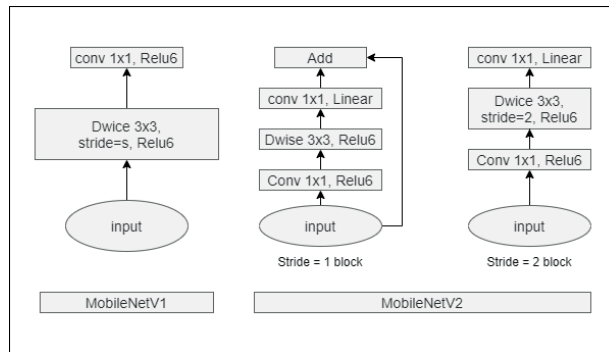 conv 1x1, Relu6
Dwice 3x3,
stride=s, Relu6
input
MobileNetV1
Add
conv 1x1, Linear
Dwise 3x3, Relu6
Conv 1x1, Relu6
input
Stride = 1 block
conv 1x1, Linear
Dwice 3x3,
stride=2, Relu6
Conv 1x1, Relu6
input
Stride = 2 block
MobileNetV2